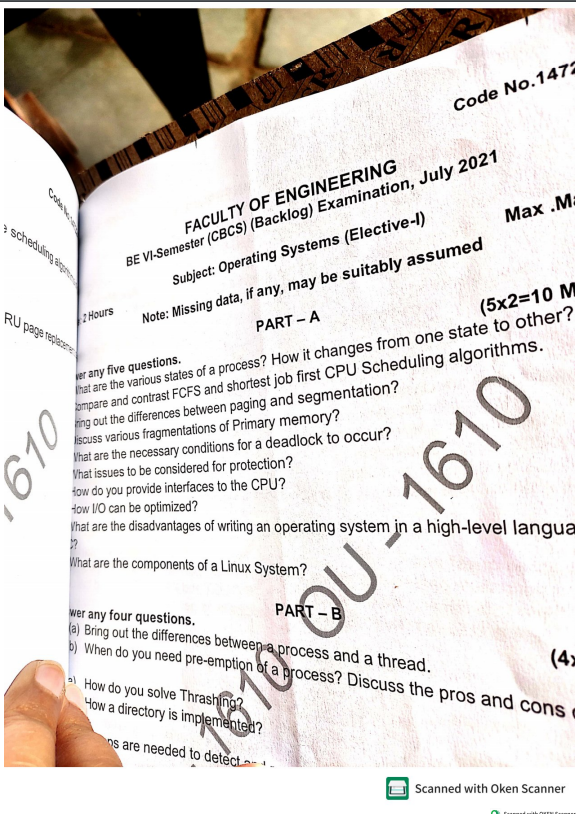 Code No.1472
FACULTY OF ENGINEERING
BE VI-Semester (CBCS) (Backlog) Examination, July 2021
Subject: Operating Systems (Elective-I)
2 Hours
Max .Ma
Note: Missing data, if any, may be suitably assumed
PART – A
(5x2=10 M
wer any five questions.
hat are the various states of a process? How it changes from one state to other?
ompare and contrast FCFS and shortest job first CPU Scheduling algorithms.
ring out the differences between paging and segmentation?
iscuss various fragmentations of Primary memory?
hat are the necessary conditions for a deadlock to occur?
What issues to be considered for protection?
How do you provide interfaces to the CPU?
How I/O can be optimized?
What are the disadvantages of writing an operating system in a high-level langua
C?
What are the components of a Linux System?
PART – B
wer any four questions.
(4x
(a) Bring out the differences between a process and a thread.
b) When do you need pre-emption of a process? Discuss the pros and cons
a) How do you solve Thrashing?
How a directory is implemented?
ps are needed to detect
1610 OU - 1610
Code
e scheduling
RU page
1610
Scanned with Oken Scanner
Scanned with OKEN Scanner